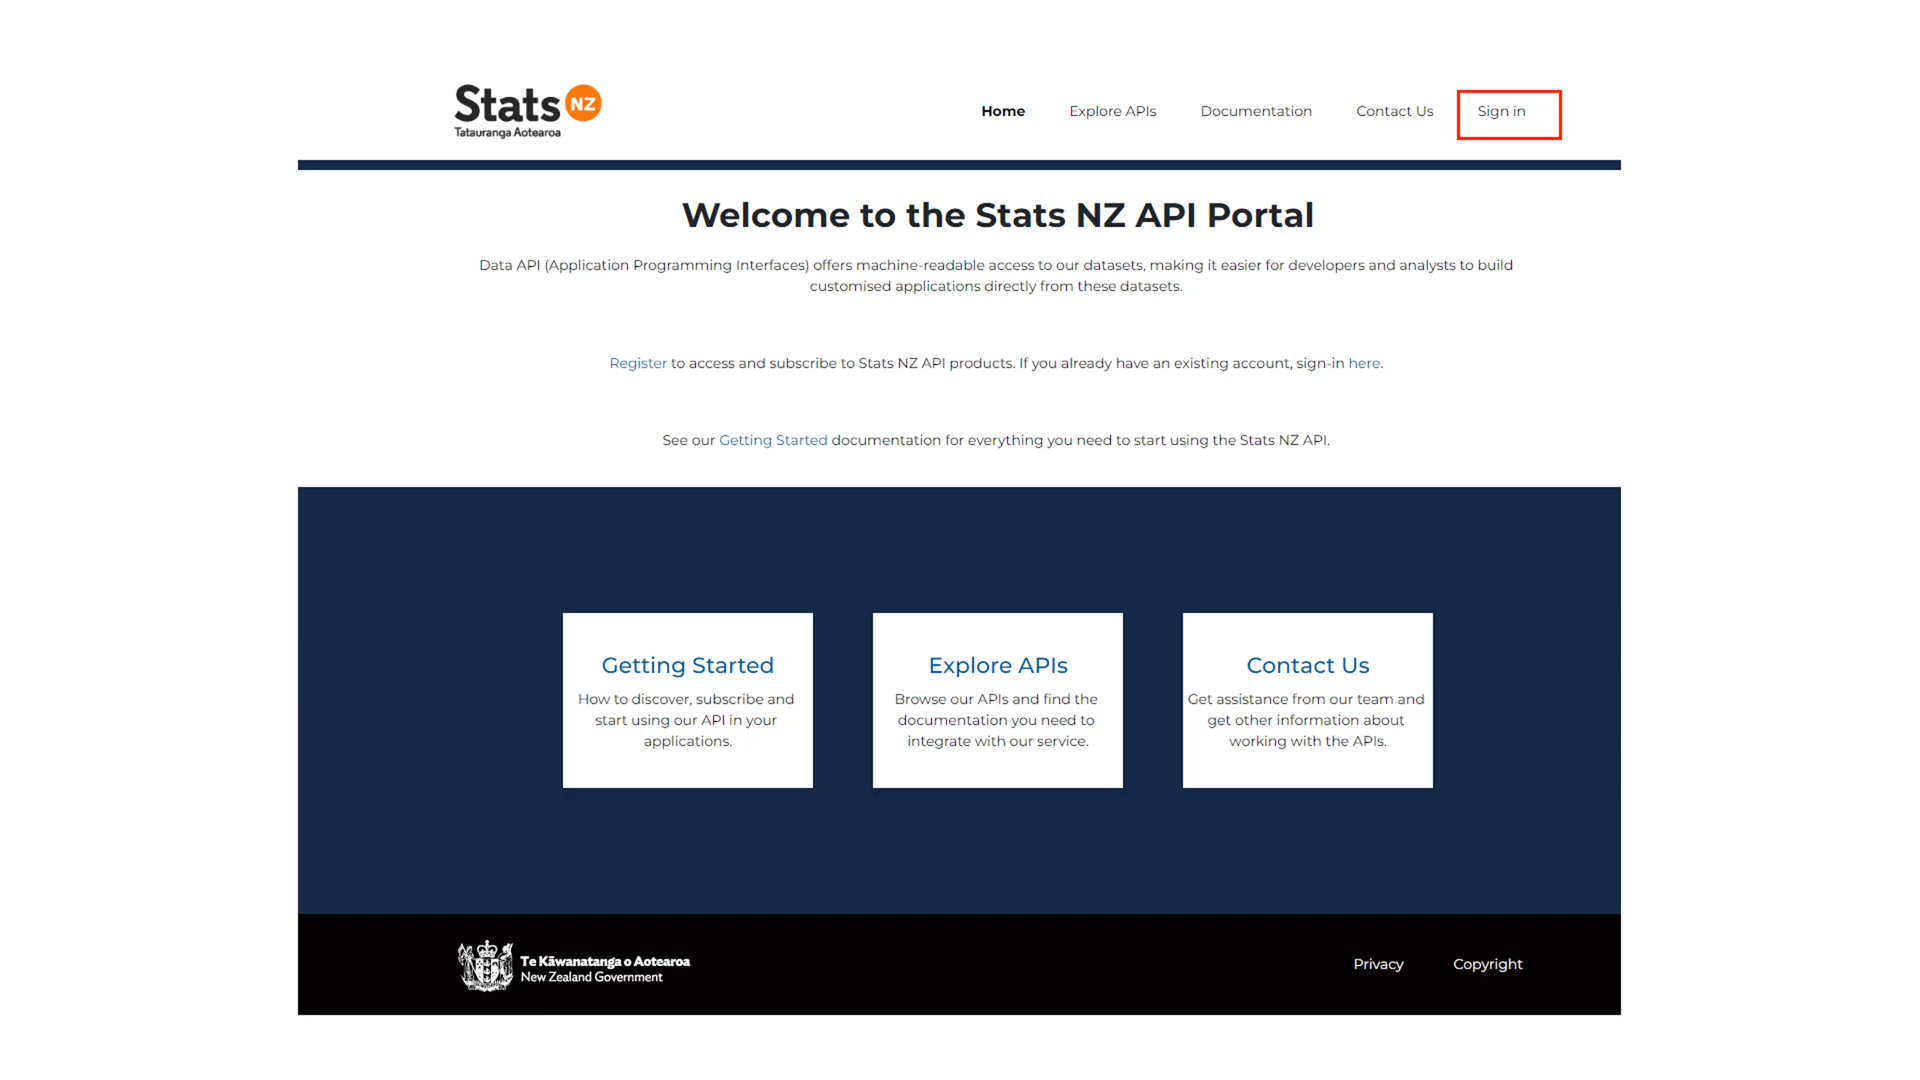 Stats NZ
Tatauranga Aotearoa
Home Explore APIs Documentation Contact Us Sign in
Welcome to the Stats NZ API Portal
Data API (Application Programming Interfaces) offers machine-readable access to our datasets, making it easier for developers and analysts to build
customised applications directly from these datasets.
Register to access and subscribe to Stats NZ API products. If you already have an existing account, sign-in here.
See our Getting Started documentation for everything you need to start using the Stats NZ API.
Getting Started
How to discover, subscribe and
start using our API in your
applications.
Explore APIs
Browse our APIs and find the
documentation you need to
integrate with our service.
Contact Us
Get assistance from our team and
get other information about
working with the APIs.
Te Kāwanatanga o Aotearoa
New Zealand Government
Privacy Copyright